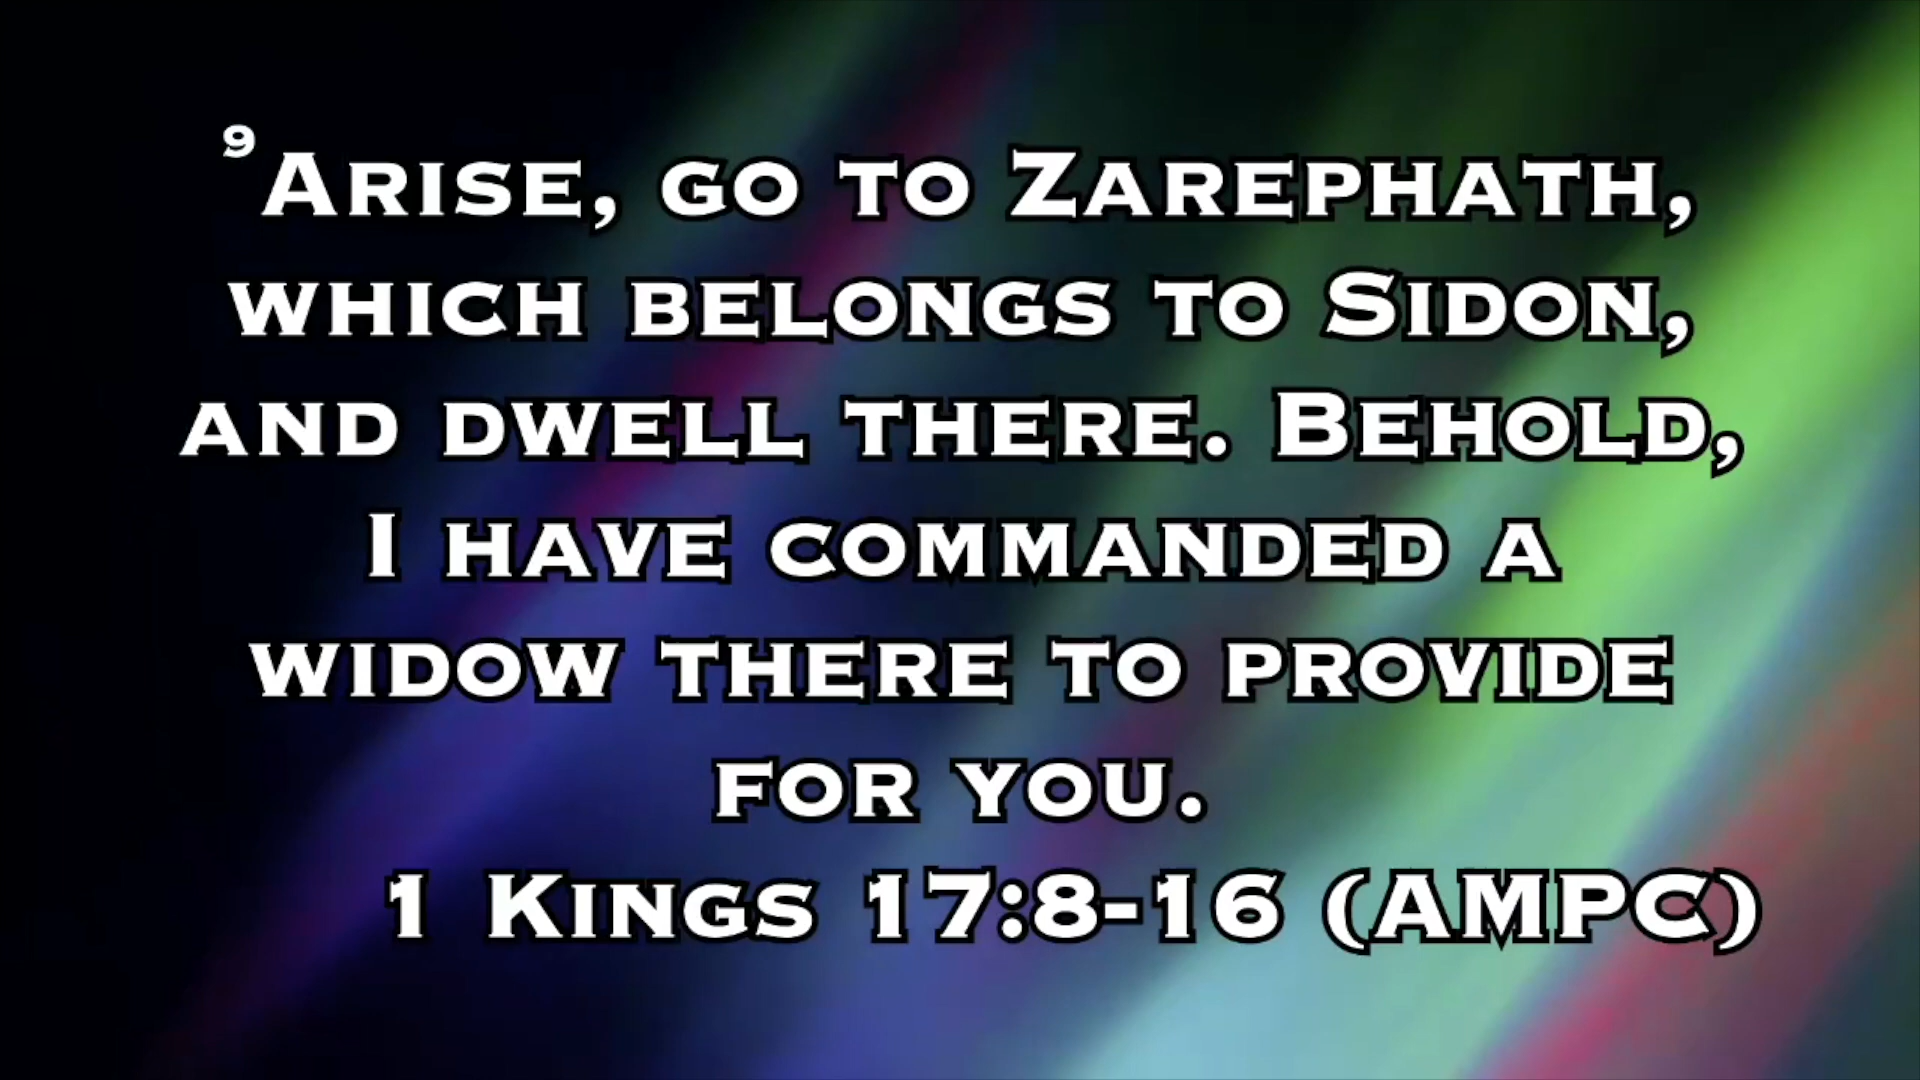 ⁹Arise, go to Zarephath,
which belongs to Sidon,
and dwell there. Behold,
I have commanded a
widow there to provide
for you.
1 Kings 17:8-16 (AMPC)